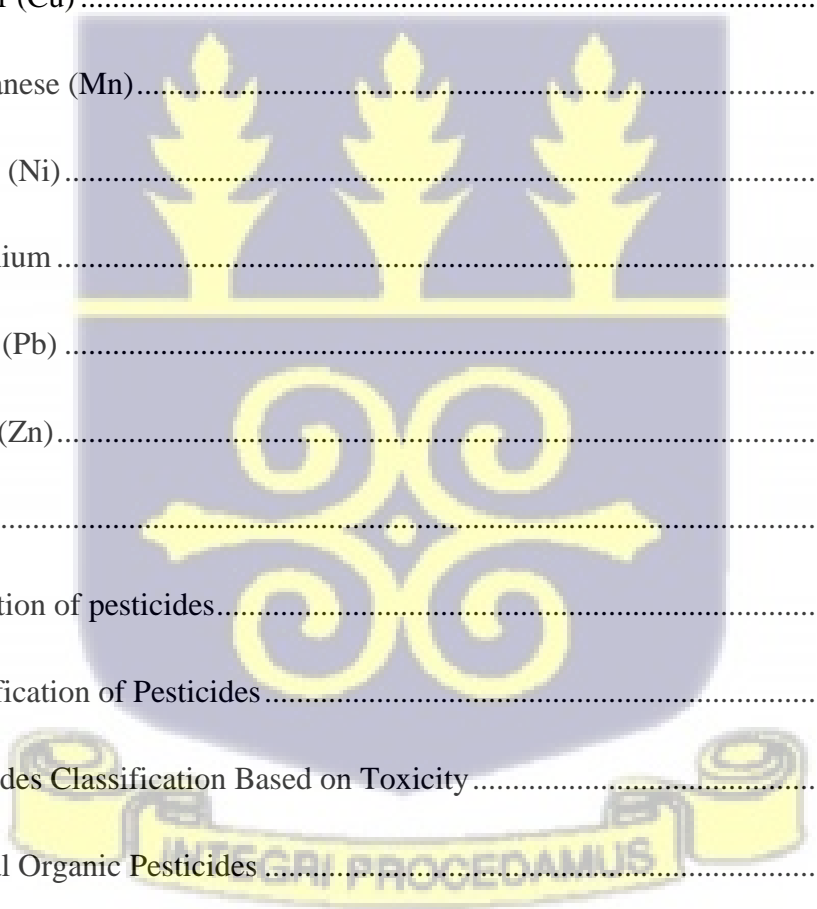 r (Cu)
anese (Mn)
(Ni)
ium
(Pb)
(Zn)
tion of pesticides
fication of Pesticides
des Classification Based on Toxicity
l Organic Pesticides
INTEGRI PROCEDAMUS